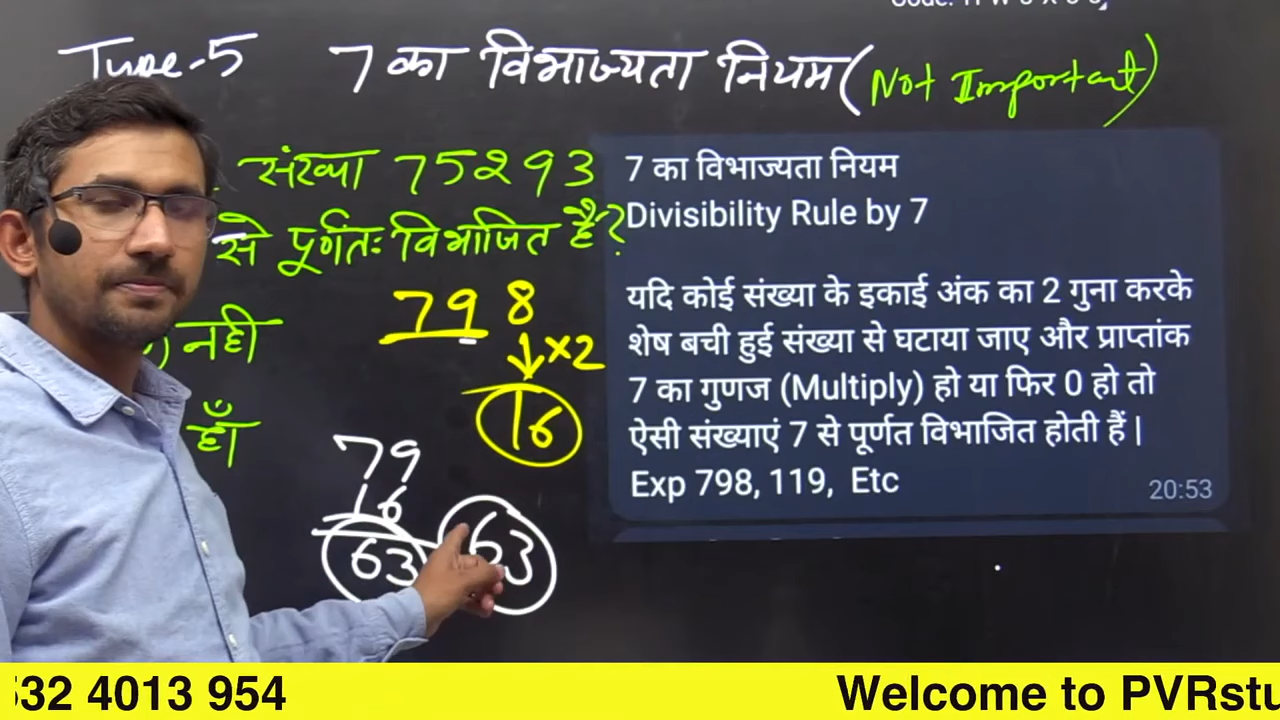 Type-5 7 का विभाज्यता नियम (Not Important)
संख्या 75293
से पूर्णतः विभाजित है?
नही
हाँ
798
×2
16
79
16
63
63
7 का विभाज्यता नियम
Divisibility Rule by 7
यदि कोई संख्या के इकाई अंक का 2 गुना करके
शेष बची हुई संख्या से घटाया जाए और प्राप्तांक
7 का गुणज (Multiply) हो या फिर 0 हो तो
ऐसी संख्याएं 7 से पूर्णत विभाजित होती हैं|
Exp 798, 119, Etc
20:53
32 4013 954
Welcome to PVRstu